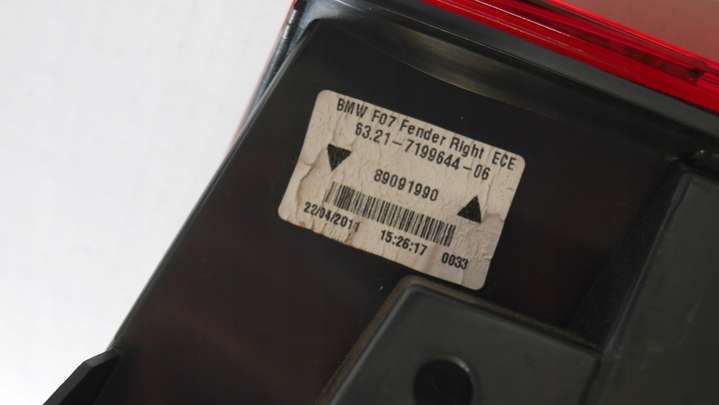 BMW F07 Fender Right ECE
63.21-7199644-06
89091990
22/04/2011 15:26:17 0033